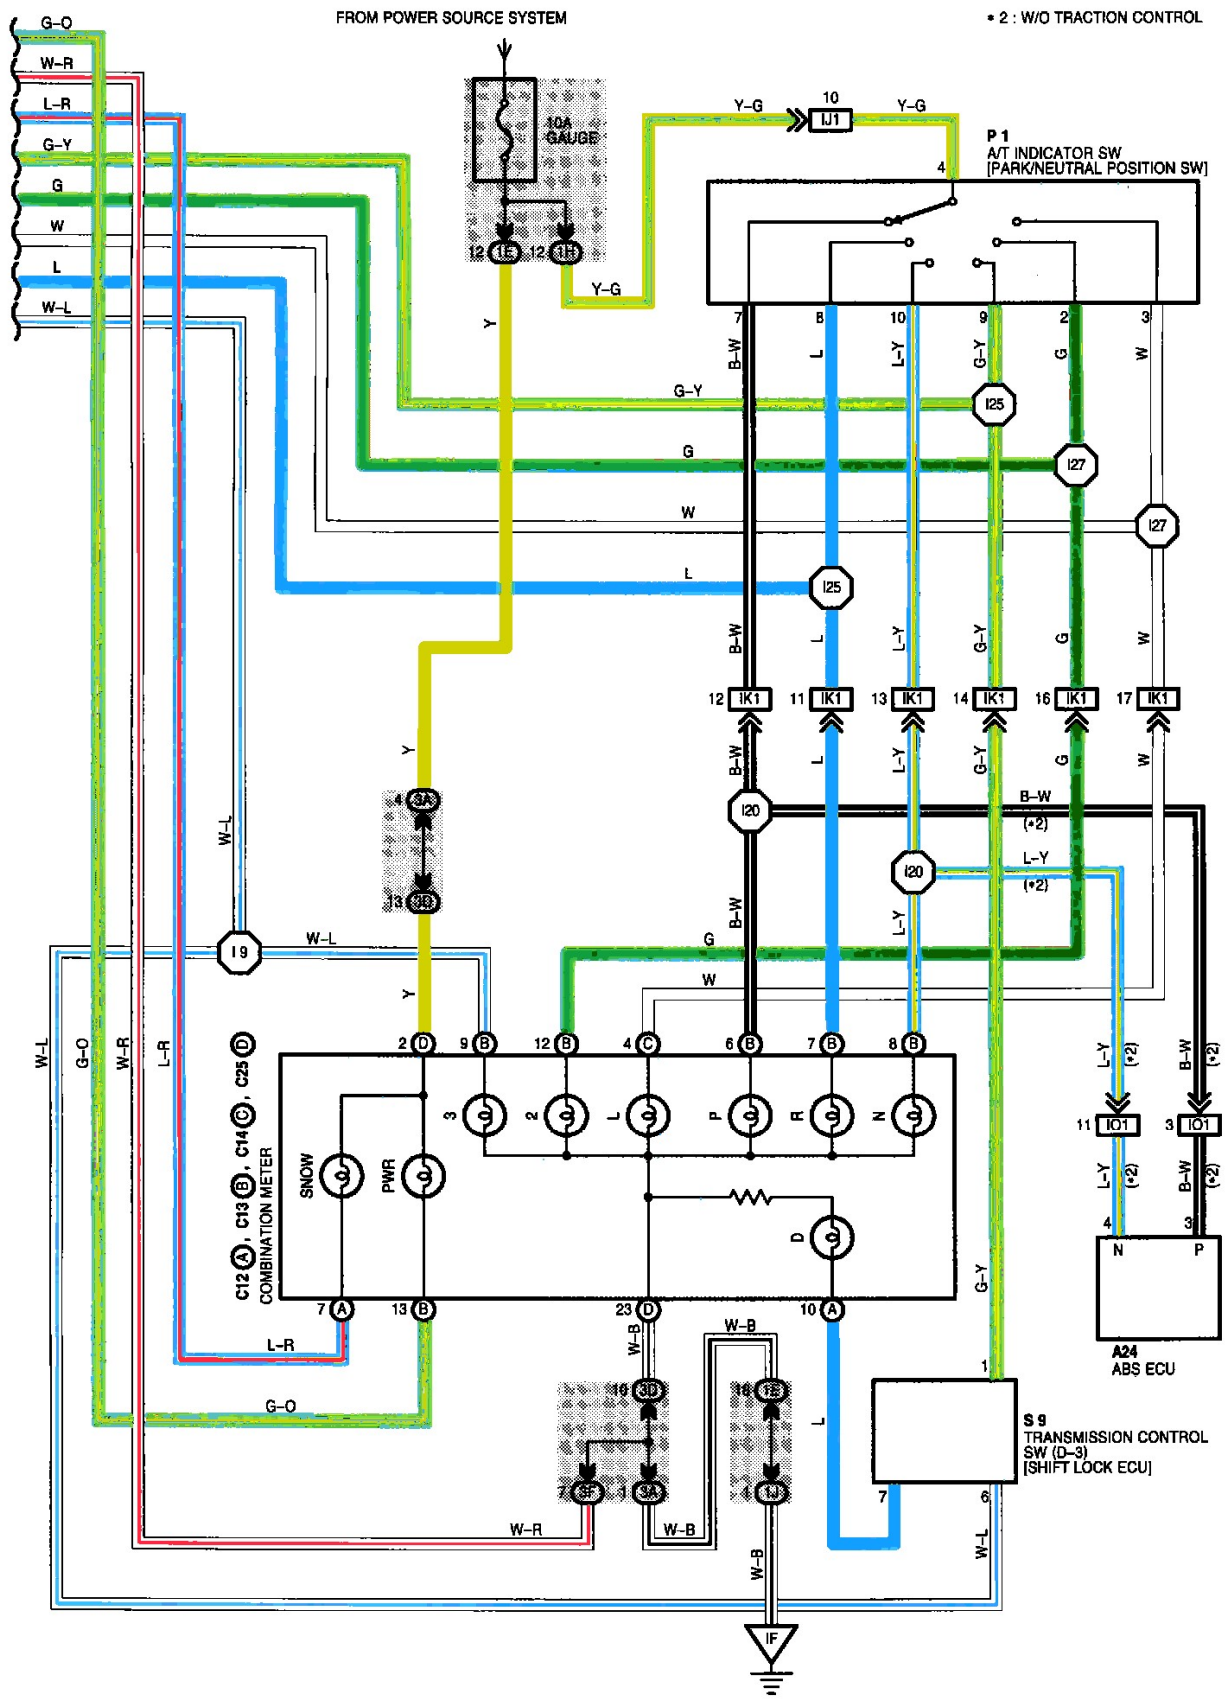 FROM POWER SOURCE SYSTEM
* 2 : W/O TRACTION CONTROL
G-O
W-R
L-R
G-Y
G
W
L
W-L
10A
GAUGE
12 1E
12 1H
Y-G
Y-G
10
IJ1
Y-G
P 1
A/T INDICATOR SW
[PARK/NEUTRAL POSITION SW]
4
7 8 10 9 2 3
Y
B-W L L-Y G-Y G W
G-Y
I25
G
I27
W
I27
L
I25
B-W L L-Y G-Y G W
12 IK1
11 IK1
13 IK1
14 IK1
16 IK1
17 IK1
Y
B-W L L-Y G-Y G W
4 3A
I20
B-W
(*2)
W-L
I20
L-Y
(*2)
13 3D
B-W L-Y
I9
W-L
G
W
Y
W-L G-O W-R L-R
2 D
9 B
12 B
4 C
6 B
7 B
8 B
L-Y (*2) B-W (*2)
C12 A, C13 B, C14 C, C25 D
COMBINATION METER
3 2 L P R N
11 IO1
3 IO1
SNOW PWR
L-Y (*2) B-W (*2)
D
4 3
N P
G-Y
7 A
13 B
23 D
10 A
L-R
W-B
W-B
A24
ABS ECU
1
16 3D
16 1E
G-O
L
S 9
TRANSMISSION CONTROL
SW (D-3)
[SHIFT LOCK ECU]
7 3F
1 3A
4 1J
7 6
W-R
W-B
W-B
W-L
IF